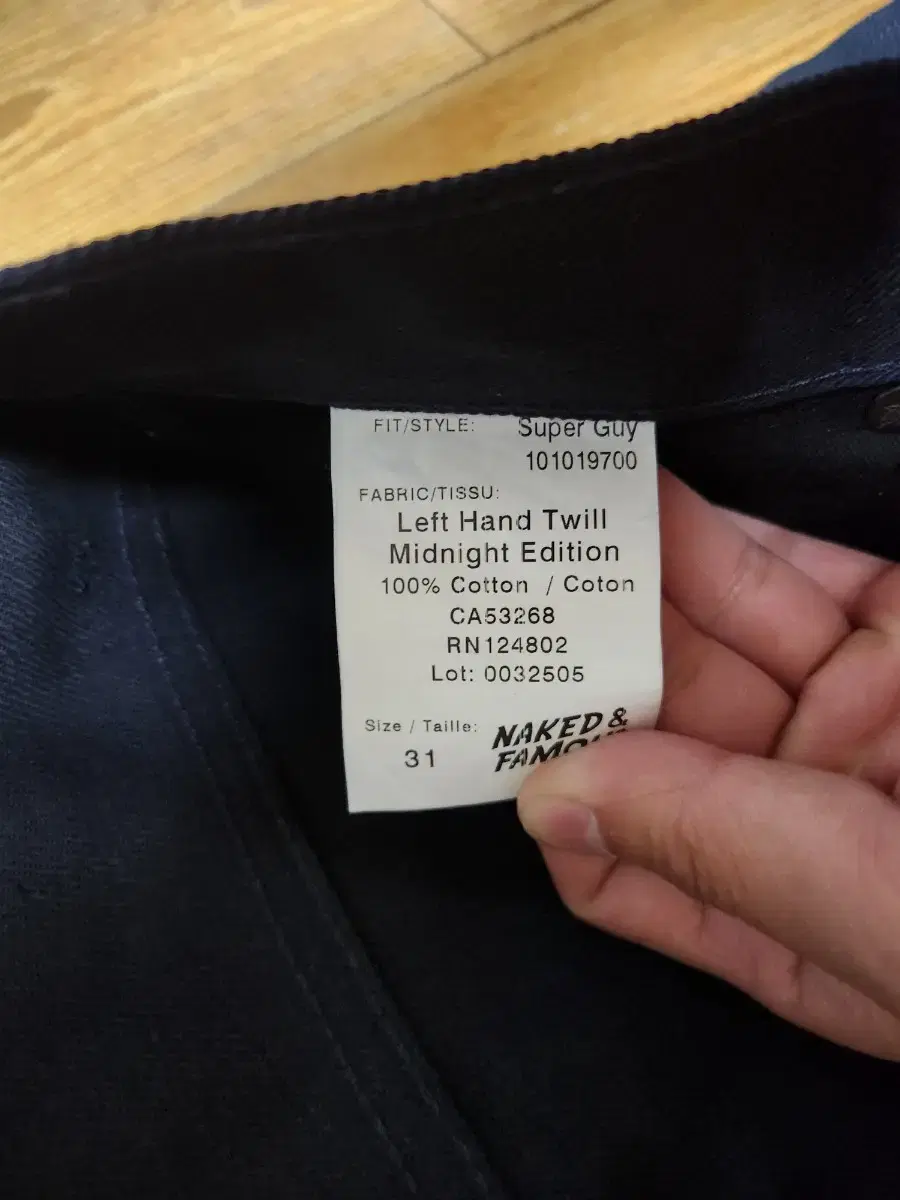 FIT/STYLE: Super Guy
101019700
FABRIC/TISSU:
Left Hand Twill
Midnight Edition
100% Cotton / Coton
CA53268
RN124802
Lot: 0032505
Size / Taille:
31
NAKED &